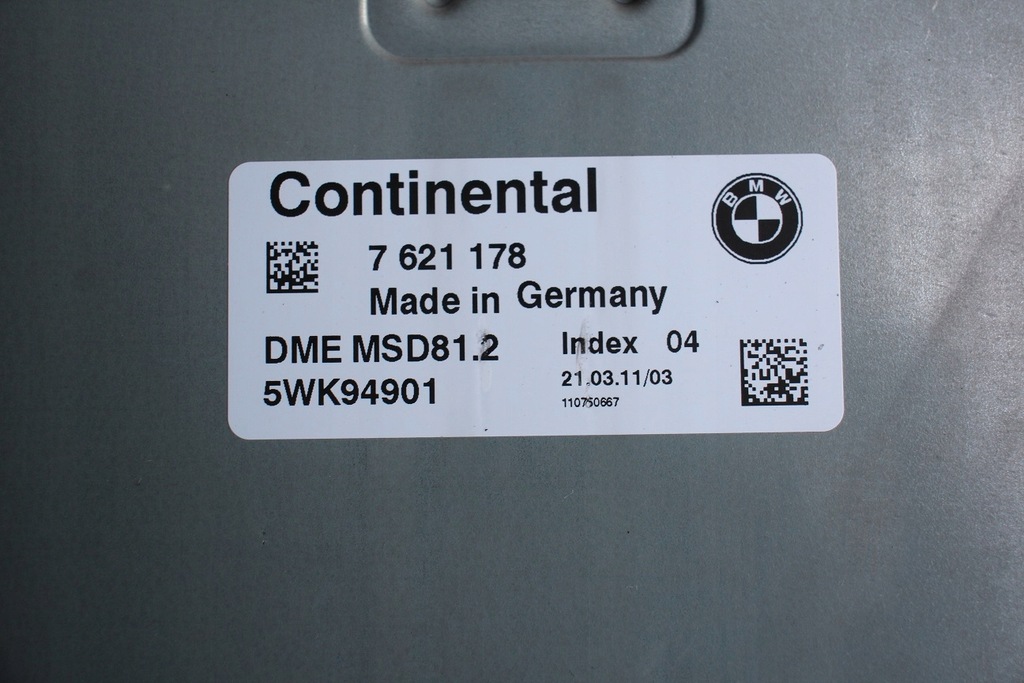 Continental
BMW
7 621 178
Made in Germany
DME MSD81.2
Index 04
5WK94901
21.03.11/03
110750667